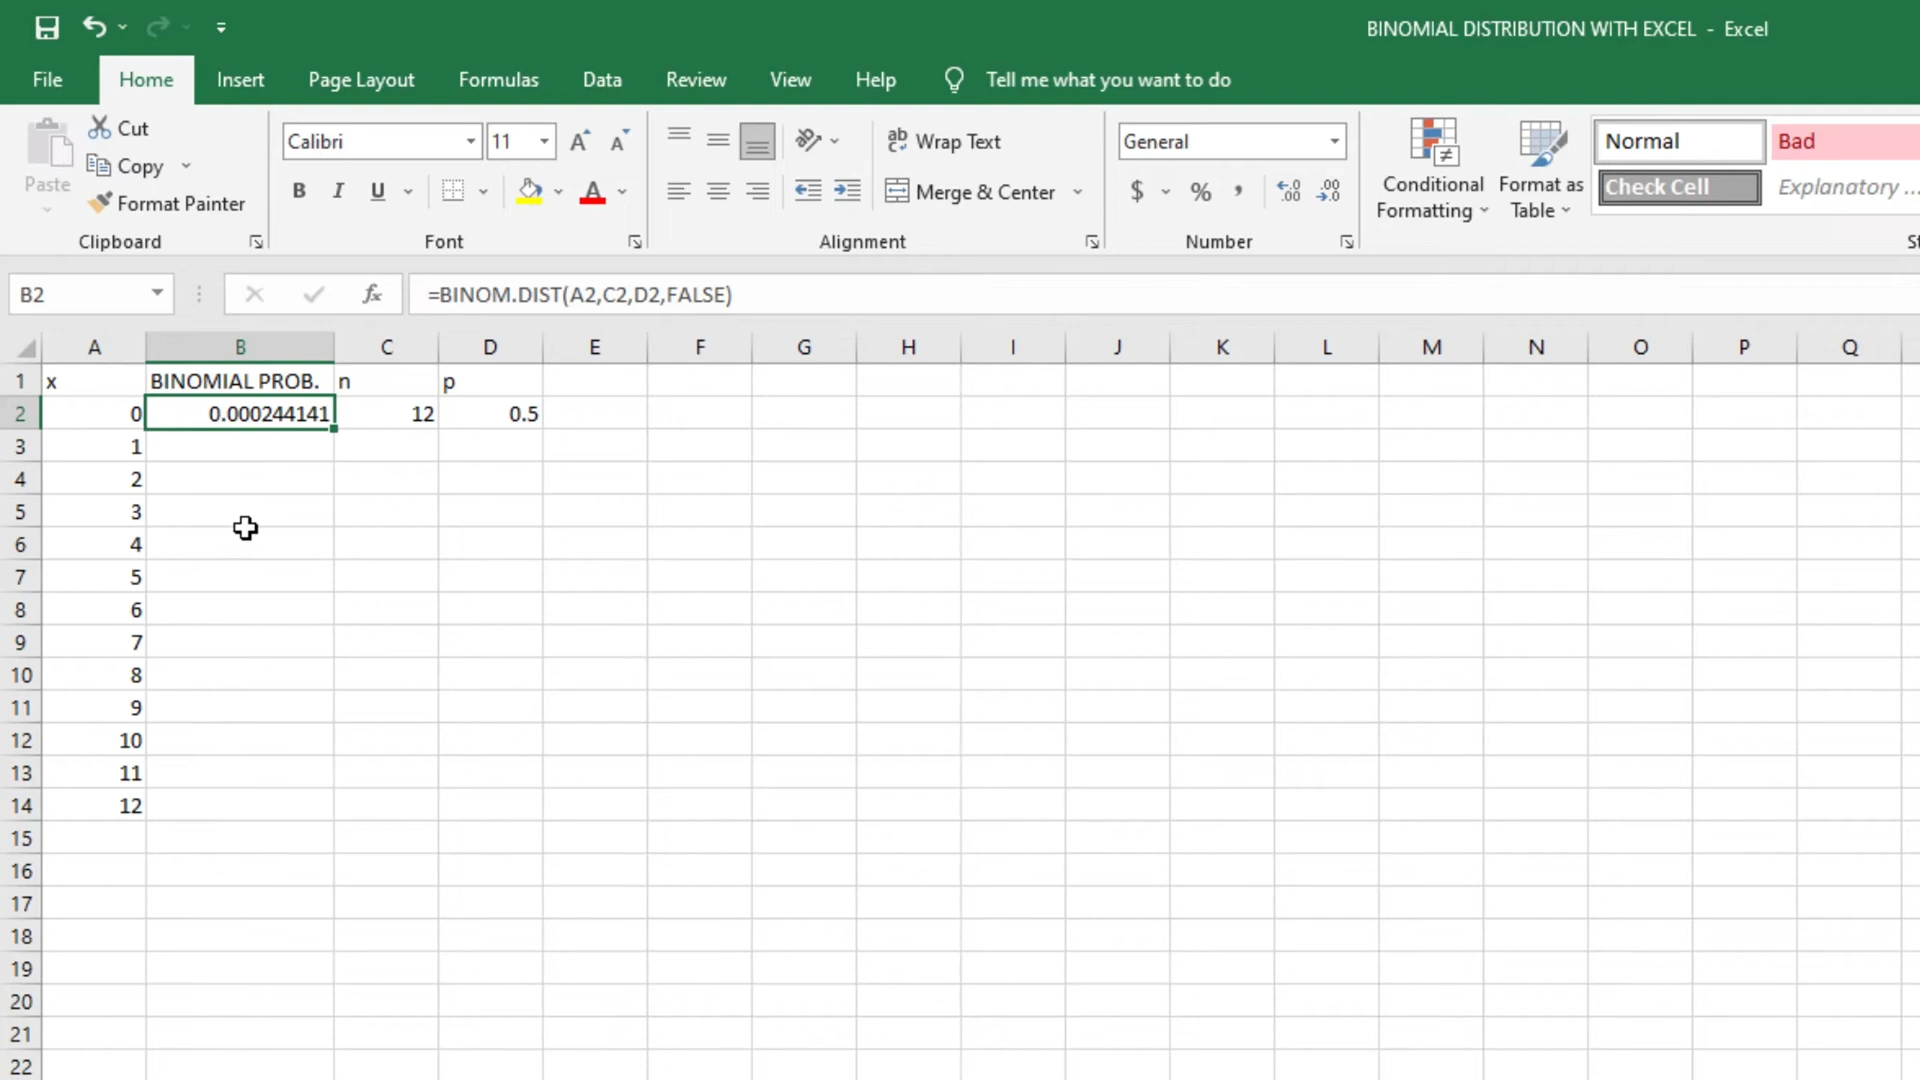 BINOMIAL DISTRIBUTION WITH EXCEL - Excel
File Home Insert Page Layout Formulas Data Review View Help Tell me what you want to do
Paste
Cut
Copy
Format Painter
Clipboard
Calibri 11
B I U
Font
Wrap Text
Merge & Center
Alignment
General
$ % ,
Number
Conditional Formatting
Format as Table
Normal Bad
Check Cell Explanatory ...
St
B2 fx =BINOM.DIST(A2,C2,D2,FALSE)
A B C D E F G H I J K L M N O P Q
1 x BINOMIAL PROB. n p
2 0 0.000244141 12 0.5
3 1
4 2
5 3
6 4
7 5
8 6
9 7
10 8
11 9
12 10
13 11
14 12
15
16
17
18
19
20
21
22